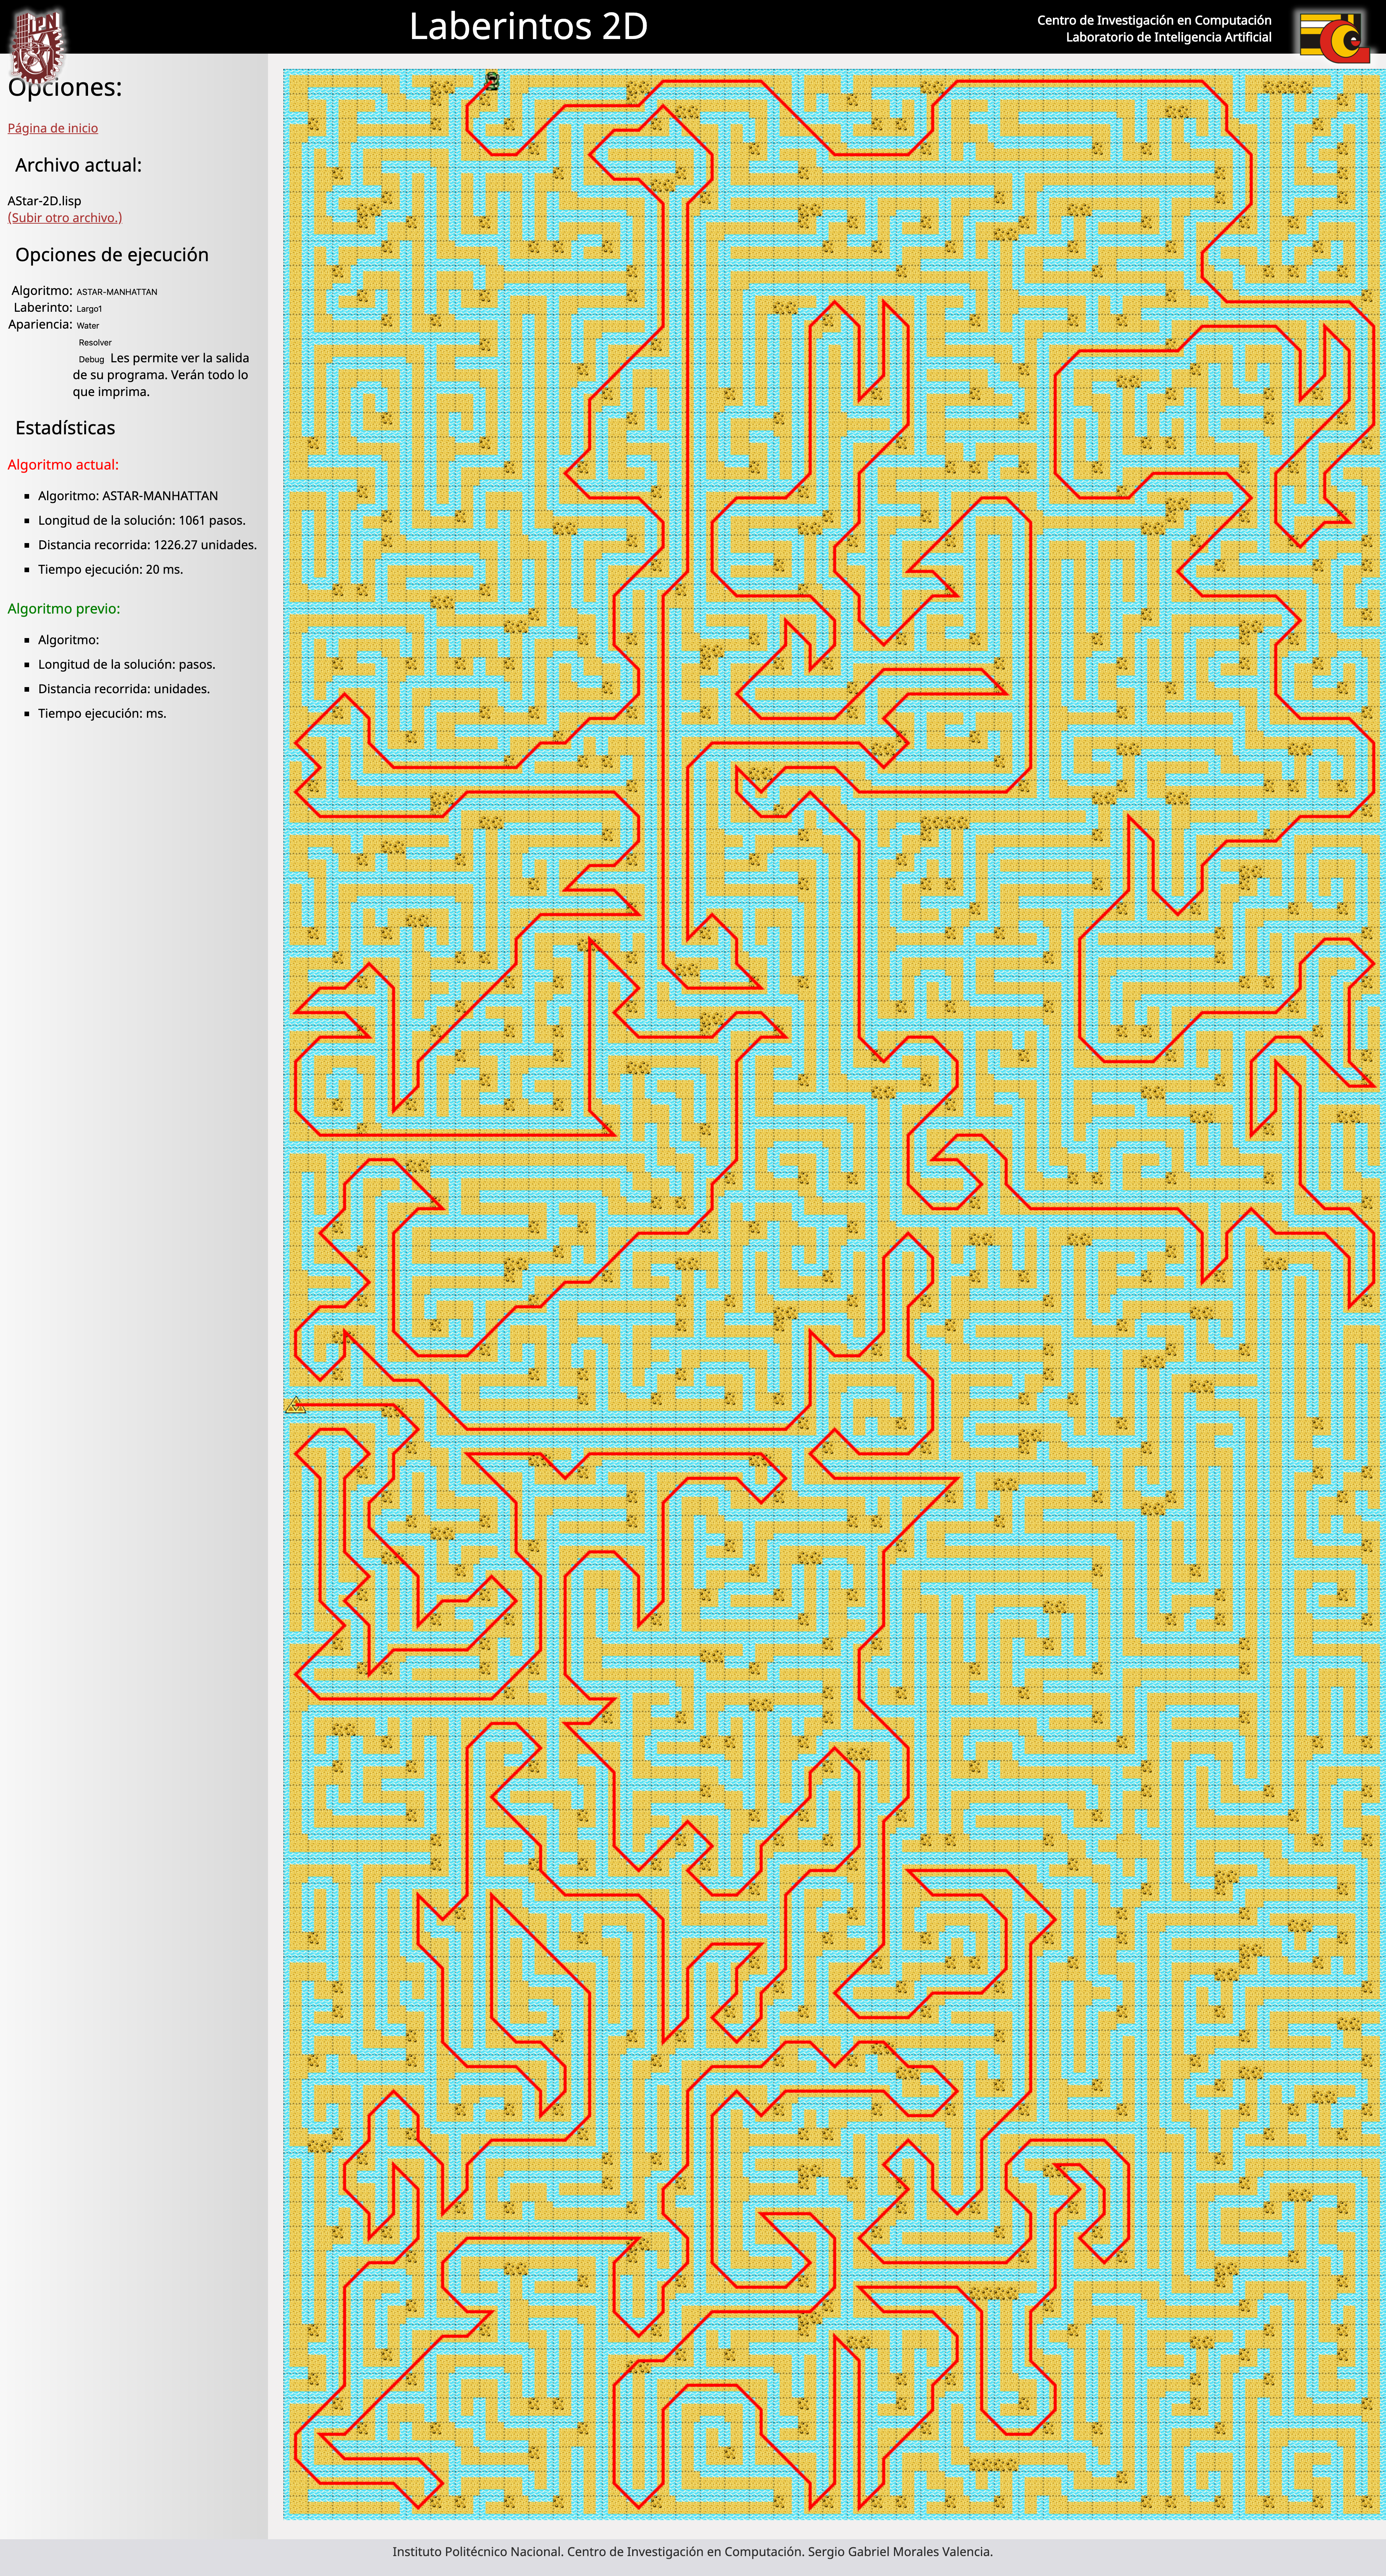 Laberintos 2D
Centro de Investigación en Computación
Laboratorio de Inteligencia Artificial
IPN
Opciones:
Página de inicio
Archivo actual:
AStar-2D.lisp
(Subir otro archivo.)
Opciones de ejecución
Algoritmo: ASTAR-MANHATTAN
Laberinto: Largo1
Apariencia: Water
Resolver
Debug Les permite ver la salida
de su programa. Verán todo lo
que imprima.
Estadísticas
Algoritmo actual:
Algoritmo: ASTAR-MANHATTAN
Longitud de la solución: 1061 pasos.
Distancia recorrida: 1226.27 unidades.
Tiempo ejecución: 20 ms.
Algoritmo previo:
Algoritmo:
Longitud de la solución: pasos.
Distancia recorrida: unidades.
Tiempo ejecución: ms.
Instituto Politécnico Nacional. Centro de Investigación en Computación. Sergio Gabriel Morales Valencia.